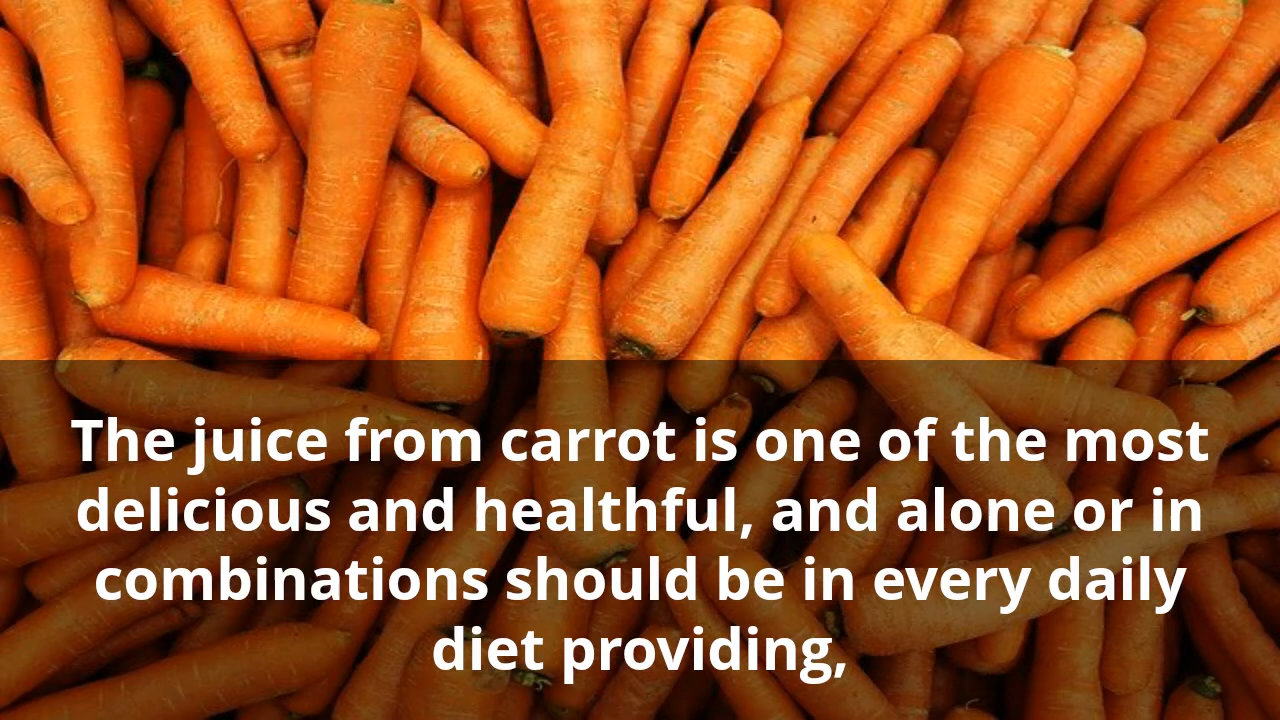 The juice from carrot is one of the most
delicious and healthful, and alone or in
combinations should be in every daily
diet providing,